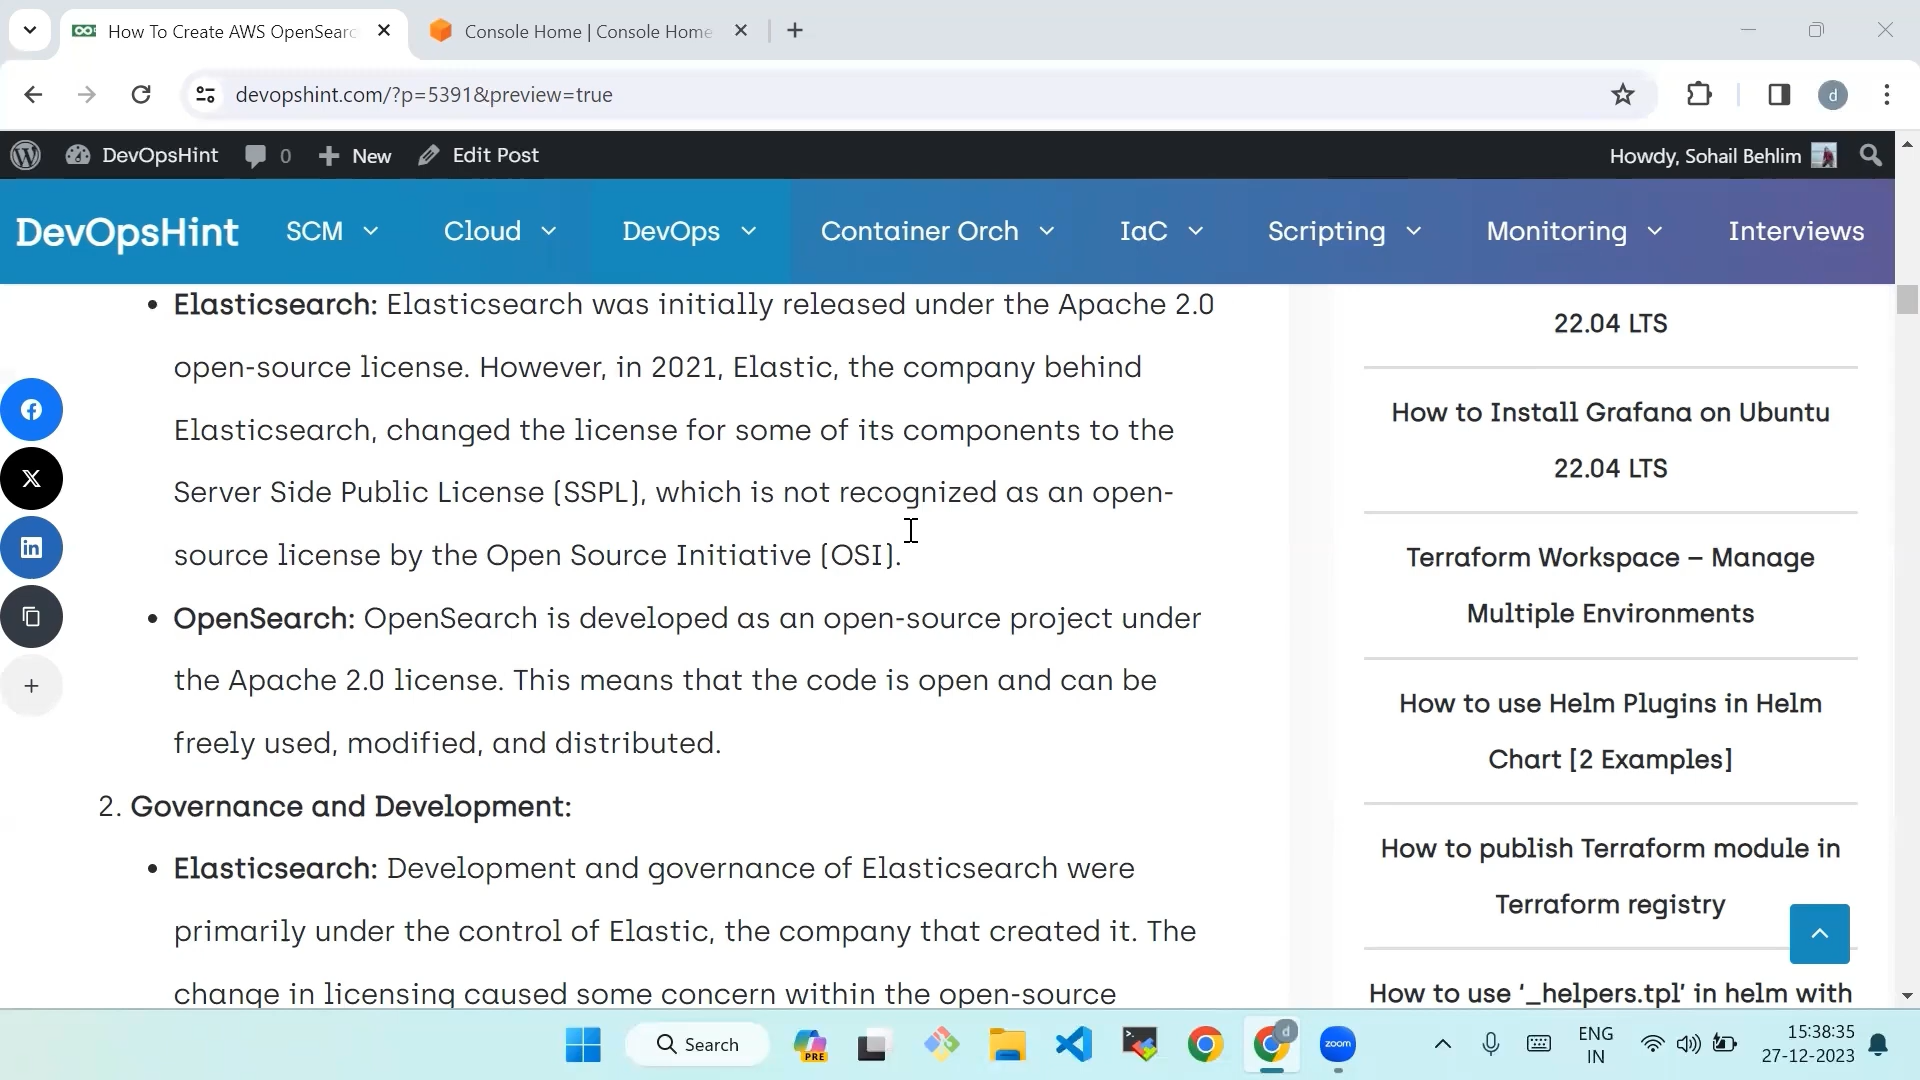 How To Create AWS OpenSearc
Console Home | Console Home
devopshint.com/?p=5391&preview=true
d
DevOpsHint
0
New
Edit Post
Howdy, Sohail Behlim
DevOpsHint
SCM
Cloud
DevOps
Container Orch
IaC
Scripting
Monitoring
Interviews
• Elasticsearch: Elasticsearch was initially released under the Apache 2.0
open-source license. However, in 2021, Elastic, the company behind
Elasticsearch, changed the license for some of its components to the
Server Side Public License (SSPL), which is not recognized as an open-
source license by the Open Source Initiative (OSI).
• OpenSearch: OpenSearch is developed as an open-source project under
the Apache 2.0 license. This means that the code is open and can be
freely used, modified, and distributed.
2. Governance and Development:
• Elasticsearch: Development and governance of Elasticsearch were
primarily under the control of Elastic, the company that created it. The
change in licensing caused some concern within the open-source
22.04 LTS
How to Install Grafana on Ubuntu
22.04 LTS
Terraform Workspace – Manage
Multiple Environments
How to use Helm Plugins in Helm
Chart [2 Examples]
How to publish Terraform module in
Terraform registry
How to use ‘_helpers.tpl’ in helm with
Search
PRE
d
zoom
ENG
IN
15:38:35
27-12-2023